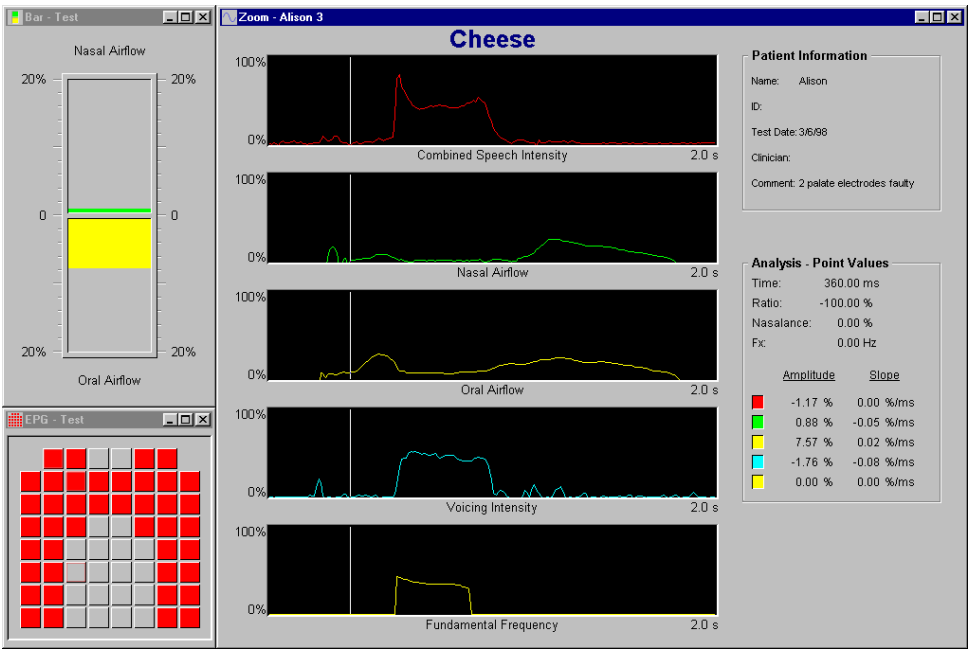 Bar - Test
Nasal Airflow
20% 20%
0 0
20% 20%
Oral Airflow
EPG - Test
Zoom - Alison 3
Cheese
100%
0%
Combined Speech Intensity 2.0 s
100%
0%
Nasal Airflow 2.0 s
100%
0%
Oral Airflow 2.0 s
100%
0%
Voicing Intensity 2.0 s
100%
0%
Fundamental Frequency 2.0 s
Patient Information
Name: Alison
ID:
Test Date: 3/6/98
Clinician:
Comment: 2 palate electrodes faulty
Analysis - Point Values
Time: 360.00 ms
Ratio: -100.00 %
Nasalance: 0.00 %
Fx: 0.00 Hz
Amplitude Slope
-1.17 % 0.00 %/ms
0.88 % -0.05 %/ms
7.57 % 0.02 %/ms
-1.76 % -0.08 %/ms
0.00 % 0.00 %/ms